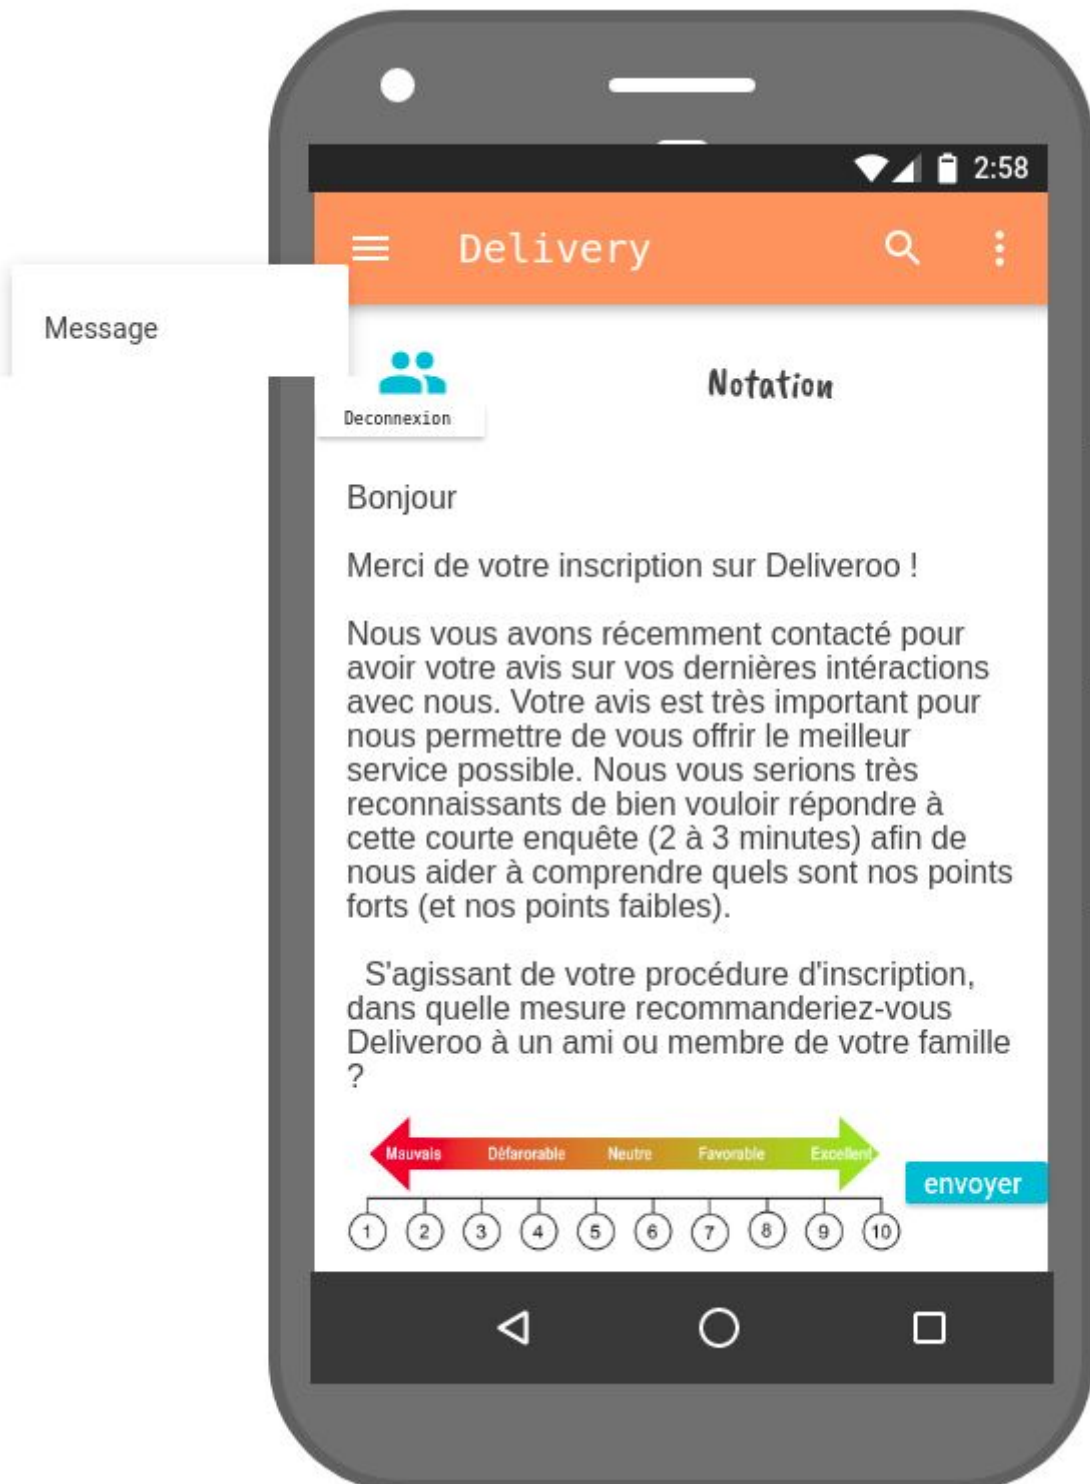 2:58
Delivery
Message
Notation
Deconnexion
Bonjour
Merci de votre inscription sur Deliveroo !
Nous vous avons récemment contacté pour
avoir votre avis sur vos dernières intéractions
avec nous. Votre avis est très important pour
nous permettre de vous offrir le meilleur
service possible. Nous vous serions très
reconnaissants de bien vouloir répondre à
cette courte enquête (2 à 3 minutes) afin de
nous aider à comprendre quels sont nos points
forts (et nos points faibles).
S'agissant de votre procédure d'inscription,
dans quelle mesure recommanderiez-vous
Deliveroo à un ami ou membre de votre famille
?
Mauvais Défarorable Neutre Favorable Excellent
envoyer
1 2 3 4 5 6 7 8 9 10